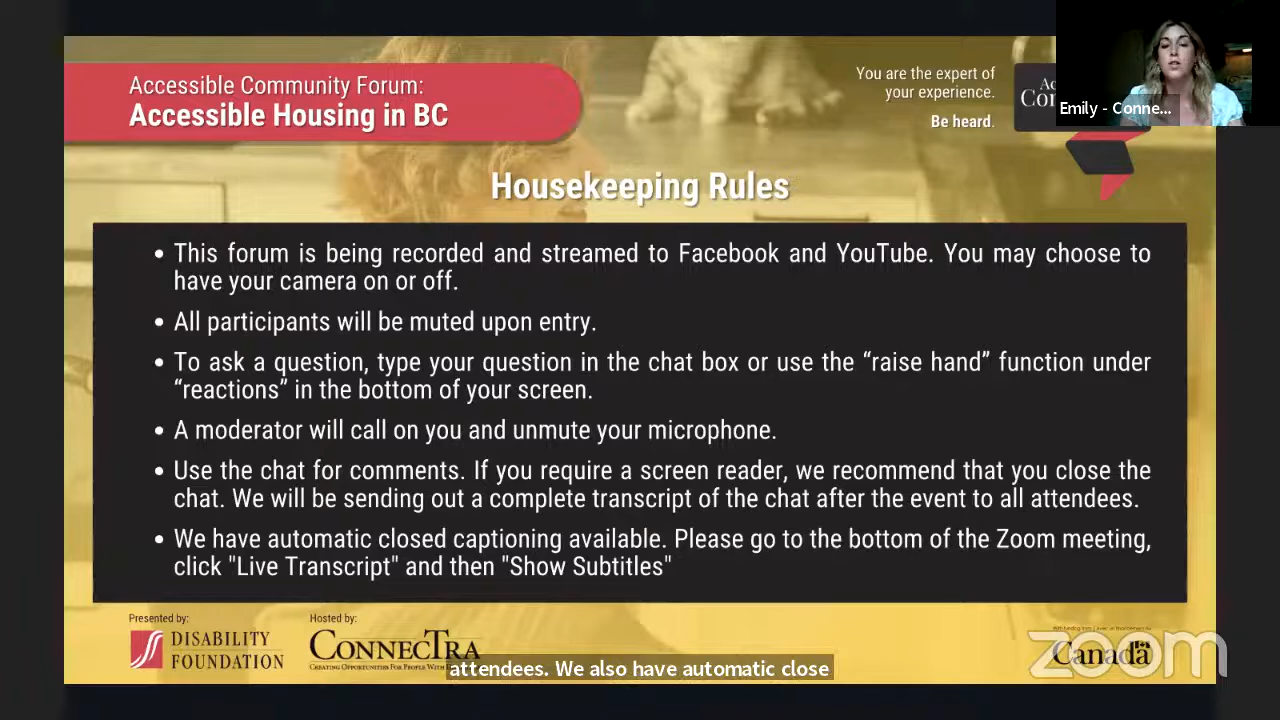 Accessible Community Forum:
Accessible Housing in BC
You are the expert of
your experience.
Be heard.
Emily - Conne...
Housekeeping Rules
• This forum is being recorded and streamed to Facebook and YouTube. You may choose to
have your camera on or off.
• All participants will be muted upon entry.
• To ask a question, type your question in the chat box or use the “raise hand” function under
“reactions” in the bottom of your screen.
• A moderator will call on you and unmute your microphone.
• Use the chat for comments. If you require a screen reader, we recommend that you close the
chat. We will be sending out a complete transcript of the chat after the event to all attendees.
• We have automatic closed captioning available. Please go to the bottom of the Zoom meeting,
click "Live Transcript" and then "Show Subtitles"
Presented by:
DISABILITY
FOUNDATION
Hosted by:
CONNECTRA
CREATING OPPORTUNITIES FOR PEOPLE WITH
Canada
zoom
attendees. We also have automatic close